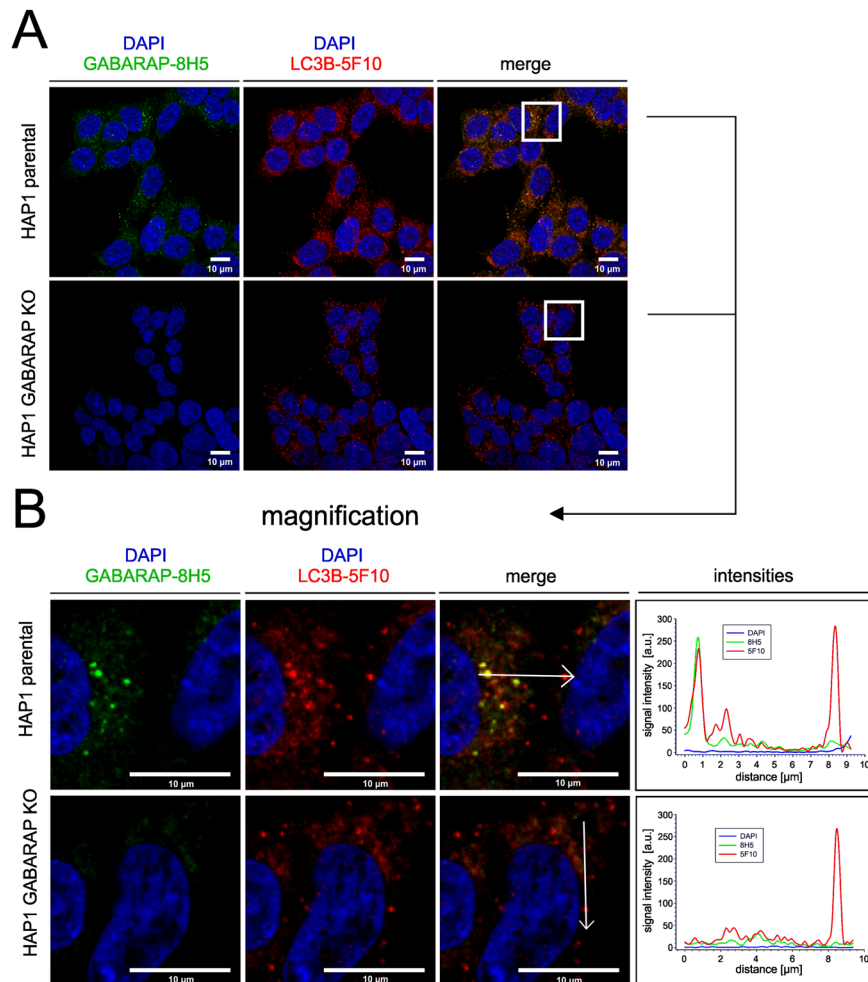 A
DAPI
GABARAP-8H5
DAPI
LC3B-5F10
merge
HAP1 parental
10 µm
10 µm
10 µm
HAP1 GABARAP KO
10 µm
10 µm
10 µm
B
magnification
DAPI
GABARAP-8H5
DAPI
LC3B-5F10
merge
intensities
HAP1 parental
10 µm
10 µm
10 µm
signal intensity [a.u.]
300
250
200
150
100
50
0
DAPI
8H5
5F10
0 1 2 3 4 5 6 7 8 9 10
distance [µm]
HAP1 GABARAP KO
10 µm
10 µm
10 µm
signal intensity [a.u.]
300
250
200
150
100
50
0
DAPI
8H5
5F10
0 2 4 6 8 10
distance [µm]